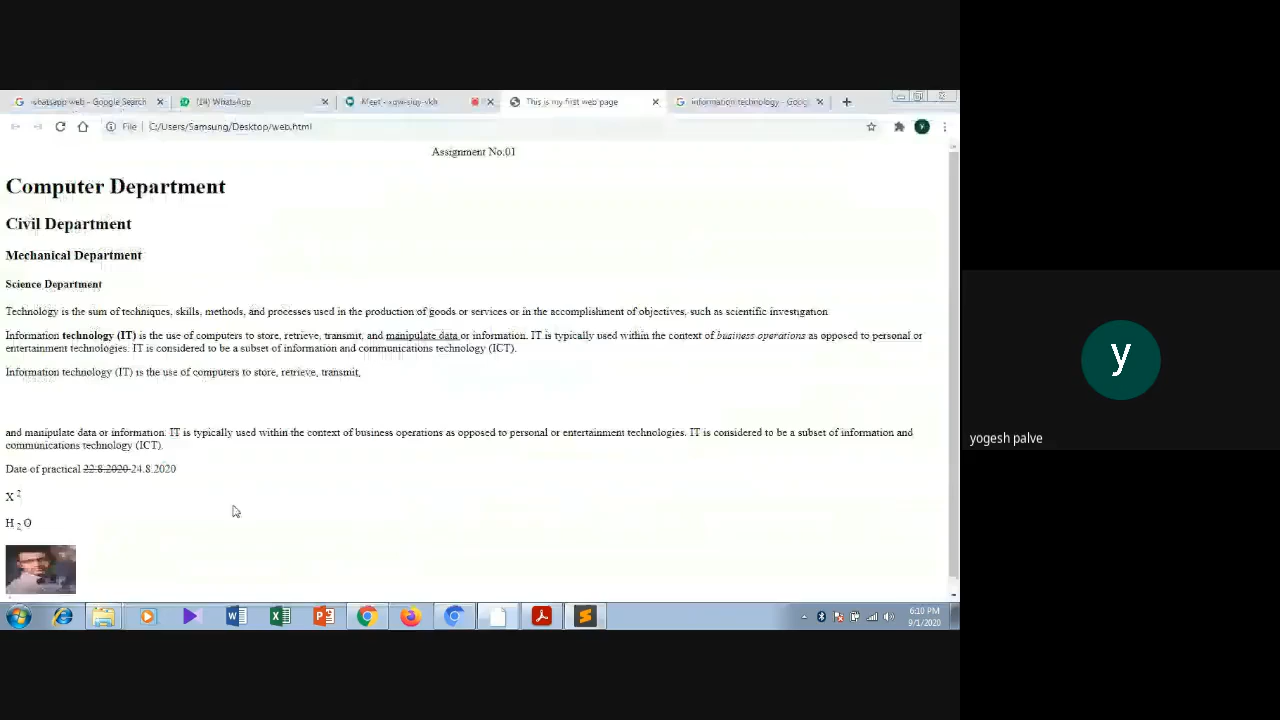 whatsapp web - Google Search
(14) WhatsApp
This is my first web page
information technology - Goog
File
C:/Users/Samsung/Desktop/web.html
Y
Assignment No.01
Computer Department
Civil Department
Mechanical Department
Science Department
Technology is the sum of techniques, skills, methods, and processes used in the production of goods or services or in the accomplishment of objectives, such as scientific investigation
Information technology (IT) is the use of computers to store, retrieve, transmit, and manipulate data or information. IT is typically used within the context of business operations as opposed to personal or
entertainment technologies. IT is considered to be a subset of information and communications technology (ICT).
Information technology (IT) is the use of computers to store, retrieve, transmit,
and manipulate data or information. IT is typically used within the context of business operations as opposed to personal or entertainment technologies. IT is considered to be a subset of information and
communications technology (ICT).
Date of practical 22.8.2020 24.8.2020
X 2
H 2 O
6:10 PM
9/1/2020
y
yogesh palve